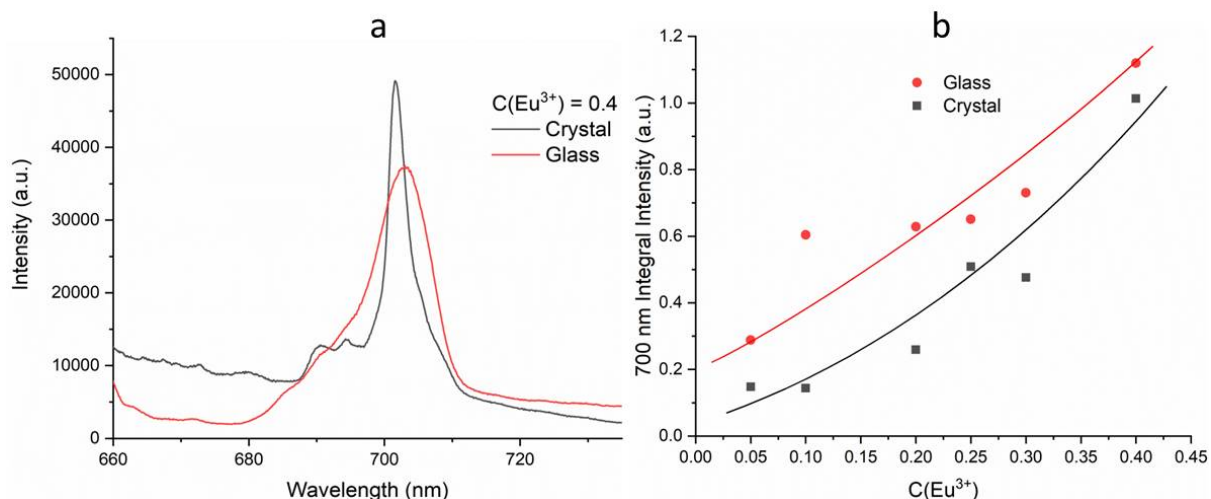 a
50000
40000
30000
20000
10000
0
Intensity (a.u.)
C(Eu³⁺) = 0.4
Crystal
Glass
660
680
700
720
Wavelength (nm)
b
1.2
1.0
0.8
0.6
0.4
0.2
0.0
700 nm Integral Intensity (a.u.)
Glass
Crystal
0.00
0.05
0.10
0.15
0.20
0.25
0.30
0.35
0.40
0.45
C(Eu³⁺)